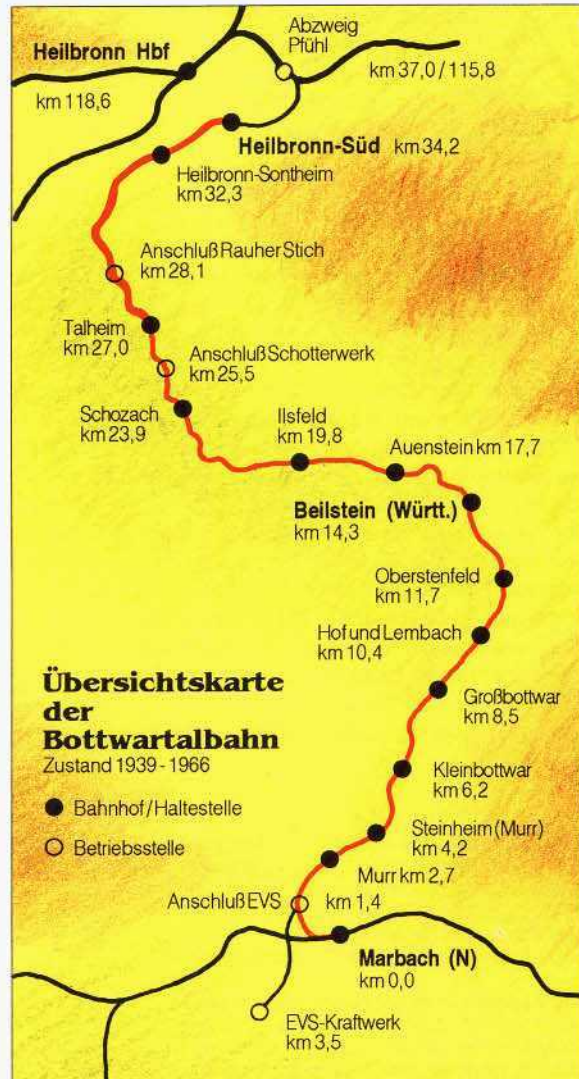 Abzweig
Pfühl
Heilbronn Hbf
km 37,0/115,8
km 118,6
Heilbronn-Süd km 34,2
Heilbronn-Sontheim
km 32,3
Anschluß Rauher Stich
km 28,1
Talheim
km 27,0
Anschluß Schotterwerk
km 25,5
Schozach
km 23,9
Ilsfeld
km 19,8
Auenstein km 17,7
Beilstein (Württ.)
km 14,3
Oberstenfeld
km 11,7
Hof und Lembach
km 10,4
Großbottwar
km 8,5
Kleinbottwar
km 6,2
Steinheim (Murr)
km 4,2
Murr km 2,7
Anschluß EVS
km 1,4
Marbach (N)
km 0,0
EVS-Kraftwerk
km 3,5
Übersichtskarte
der
Bottwartalbahn
Zustand 1939-1966
Bahnhof/Haltestelle
Betriebsstelle